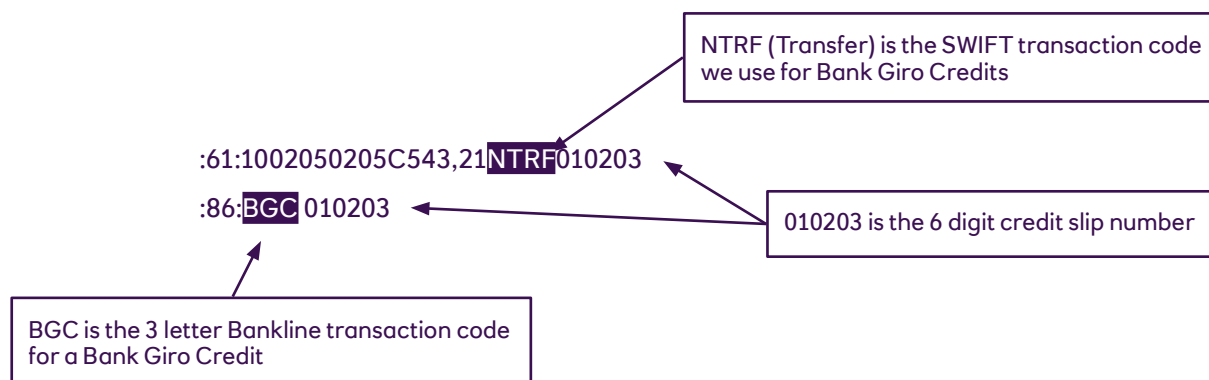 NTRF (Transfer) is the SWIFT transaction code
we use for Bank Giro Credits
:61:1002050205C543,21NTRF010203
:86:BGC 010203
010203 is the 6 digit credit slip number
BGC is the 3 letter Bankline transaction code
for a Bank Giro Credit